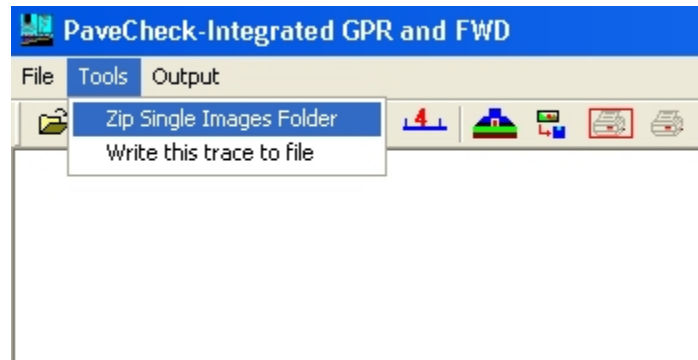 PaveCheck-Integrated GPR and FWD
File Tools Output
Zip Single Images Folder
4
Write this trace to file